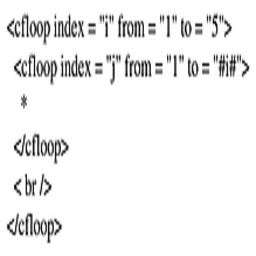 <cfloop index = "i" from = "1" to = "5">
<cfloop index = "j" from = "1" to = "#i#">
*
</cfloop>
< br />
</cfloop>